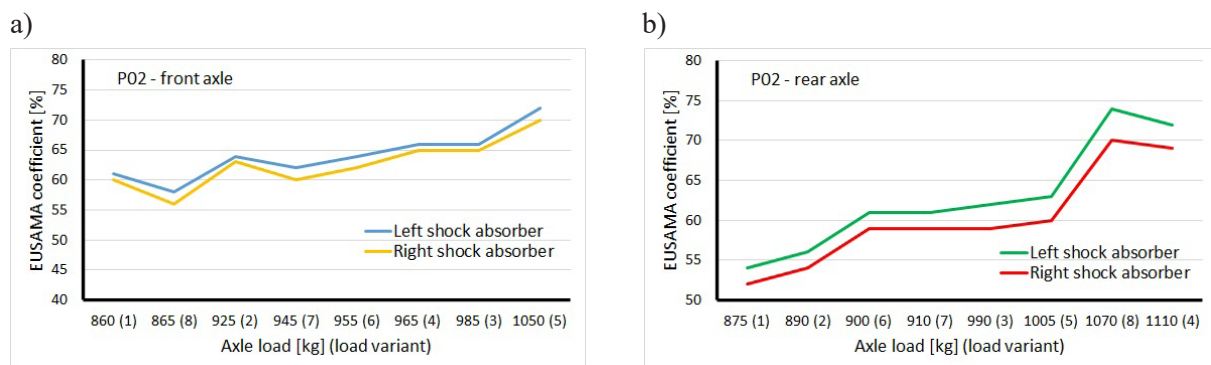 a)
P02 - front axle
EUSAMA coefficient [%]
80
75
70
65
60
55
50
45
40
Left shock absorber
Right shock absorber
860 (1) 865 (8) 925 (2) 945 (7) 955 (6) 965 (4) 985 (3) 1050 (5)
Axle load [kg] (load variant)
b)
P02 - rear axle
EUSAMA coefficient [%]
80
75
70
65
60
55
50
Left shock absorber
Right shock absorber
875 (1) 890 (2) 900 (6) 910 (7) 990 (3) 1005 (5) 1070 (8) 1110 (4)
Axle load [kg] (load variant)